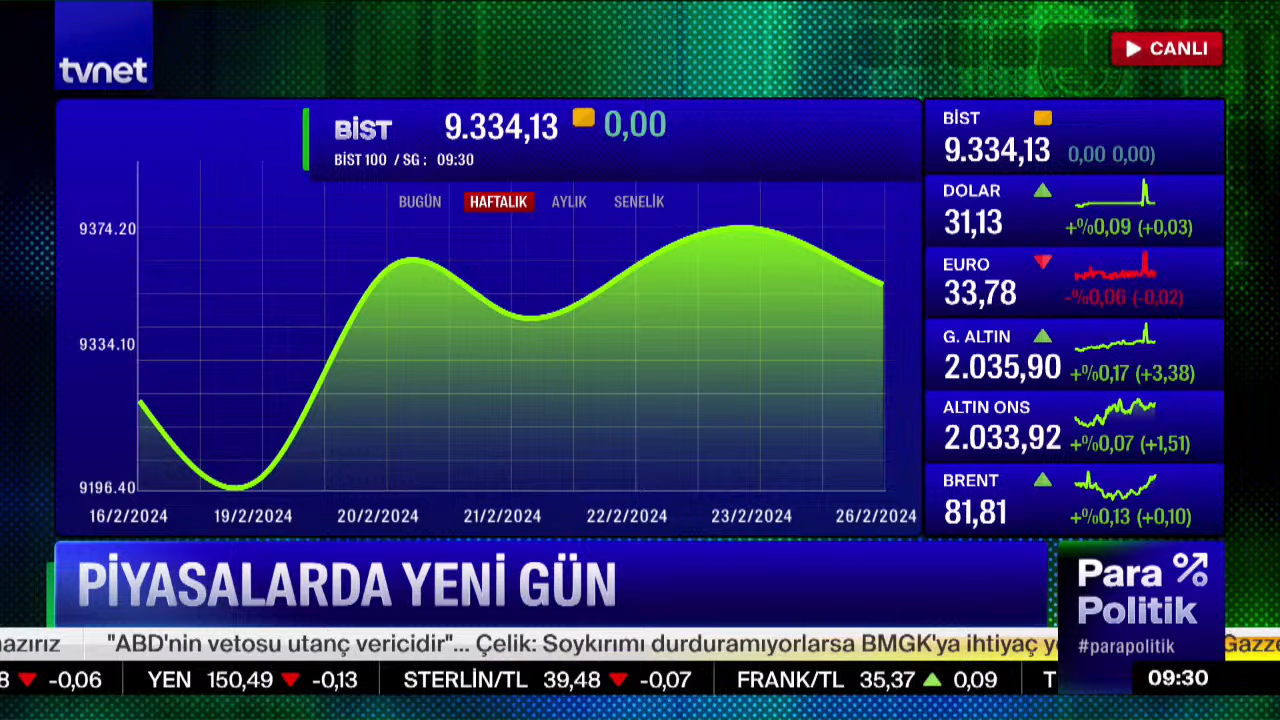 tvnet
CANLI
BİST 9.334,13 0,00
BİST 100 / SG : 09:30
BUGÜN HAFTALIK AYLIK SENELİK
9374.20
9334.10
9196.40
16/2/2024 19/2/2024 20/2/2024 21/2/2024 22/2/2024 23/2/2024 26/2/2024
BİST
9.334,13 0,00 0,00)
DOLAR
31,13 +%0,09 (+0,03)
EURO
33,78 -%0,06 (-0,02)
G. ALTIN
2.035,90 +%0,17 (+3,38)
ALTIN ONS
2.033,92 +%0,07 (+1,51)
BRENT
81,81 +%0,13 (+0,10)
PİYASALARDA YENİ GÜN
Para %
Politik
#parapolitik
azırız "ABD'nin vetosu utanç vericidir"... Çelik: Soykırımı durduramıyorlarsa BMGK'ya ihtiyaç y Gazze
8 -0,06 YEN 150,49 -0,13 STERLİN/TL 39,48 -0,07 FRANK/TL 35,37 0,09 T
09:30